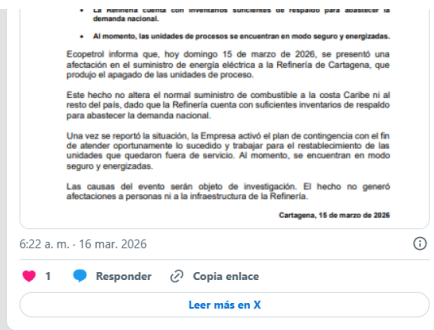 La Refinería cuenta con inventarios suficientes de respaldo para abastecer la
demanda nacional.
Al momento, las unidades de procesos se encuentran en modo seguro y energizadas.
Ecopetrol informa que, hoy domingo 15 de marzo de 2026, se presentó una
afectación en el suministro de energía eléctrica a la Refinería de Cartagena, que
produjo el apagado de las unidades de proceso.
Este hecho no altera el normal suministro de combustible a la costa Caribe ni al
resto del país, dado que la Refinería cuenta con suficientes inventarios de respaldo
para abastecer la demanda nacional.
Una vez se reportó la situación, la Empresa activó el plan de contingencia con el fin
de atender oportunamente lo sucedido y trabajar para el restablecimiento de las
unidades que quedaron fuera de servicio. Al momento, se encuentran en modo
seguro y energizadas.
Las causas del evento serán objeto de investigación. El hecho no generó
afectaciones a personas ni a la infraestructura de la Refinería.
Cartagena, 15 de marzo de 2026
6:22 a. m. · 16 mar. 2026
1 Responder Copia enlace
Leer más en X